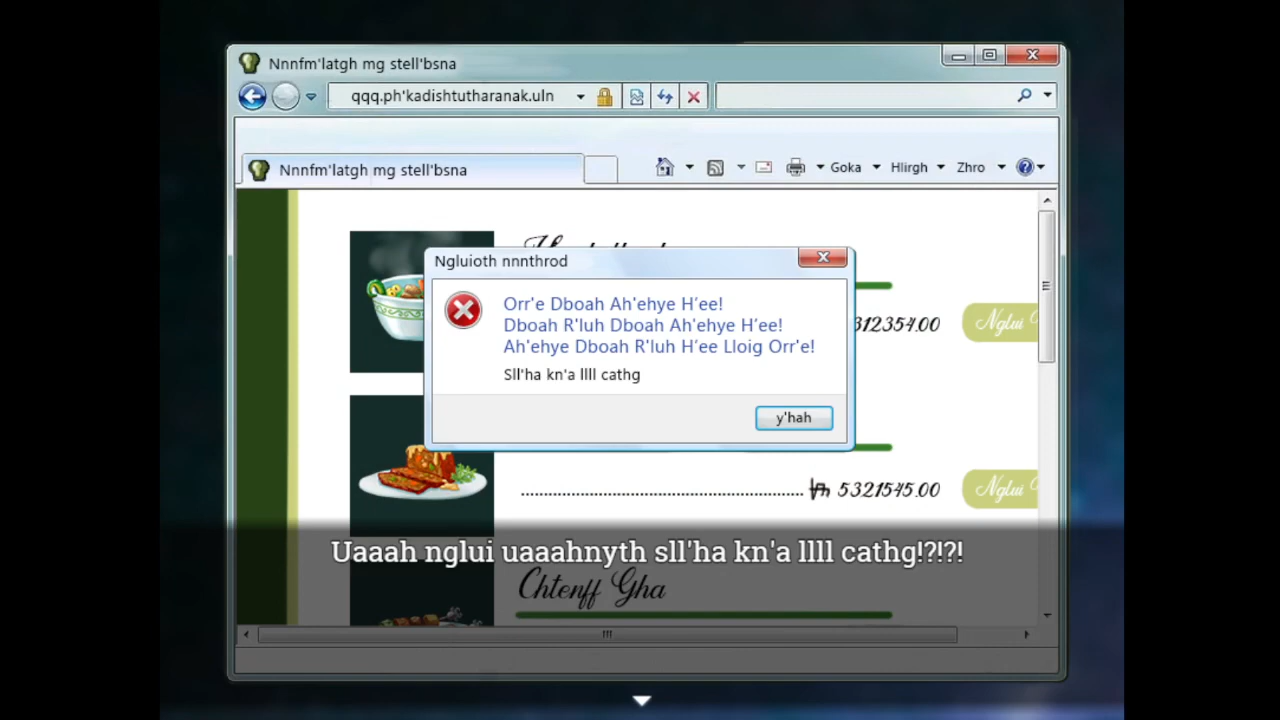 Nnnfm'latgh mg stell'bsna
qqq.ph'kadishtutharanak.uln
Nnnfm'latgh mg stell'bsna
Goka Hlirgh Zhro
Ngluioth nnnthrod
Orr'e Dboah Ah'ehye H'ee!
Dboah R'luh Dboah Ah'ehye H'ee!
Ah'ehye Dboah R'luh H'ee Lloig Orr'e!
Sll'ha kn'a llll cathg
y'hah
312354.00 Nglui
5321545.00 Nglui
Uaaah nglui uaaahnyth sll'ha kn'a llll cathg!?!?!
Chtenff Gha